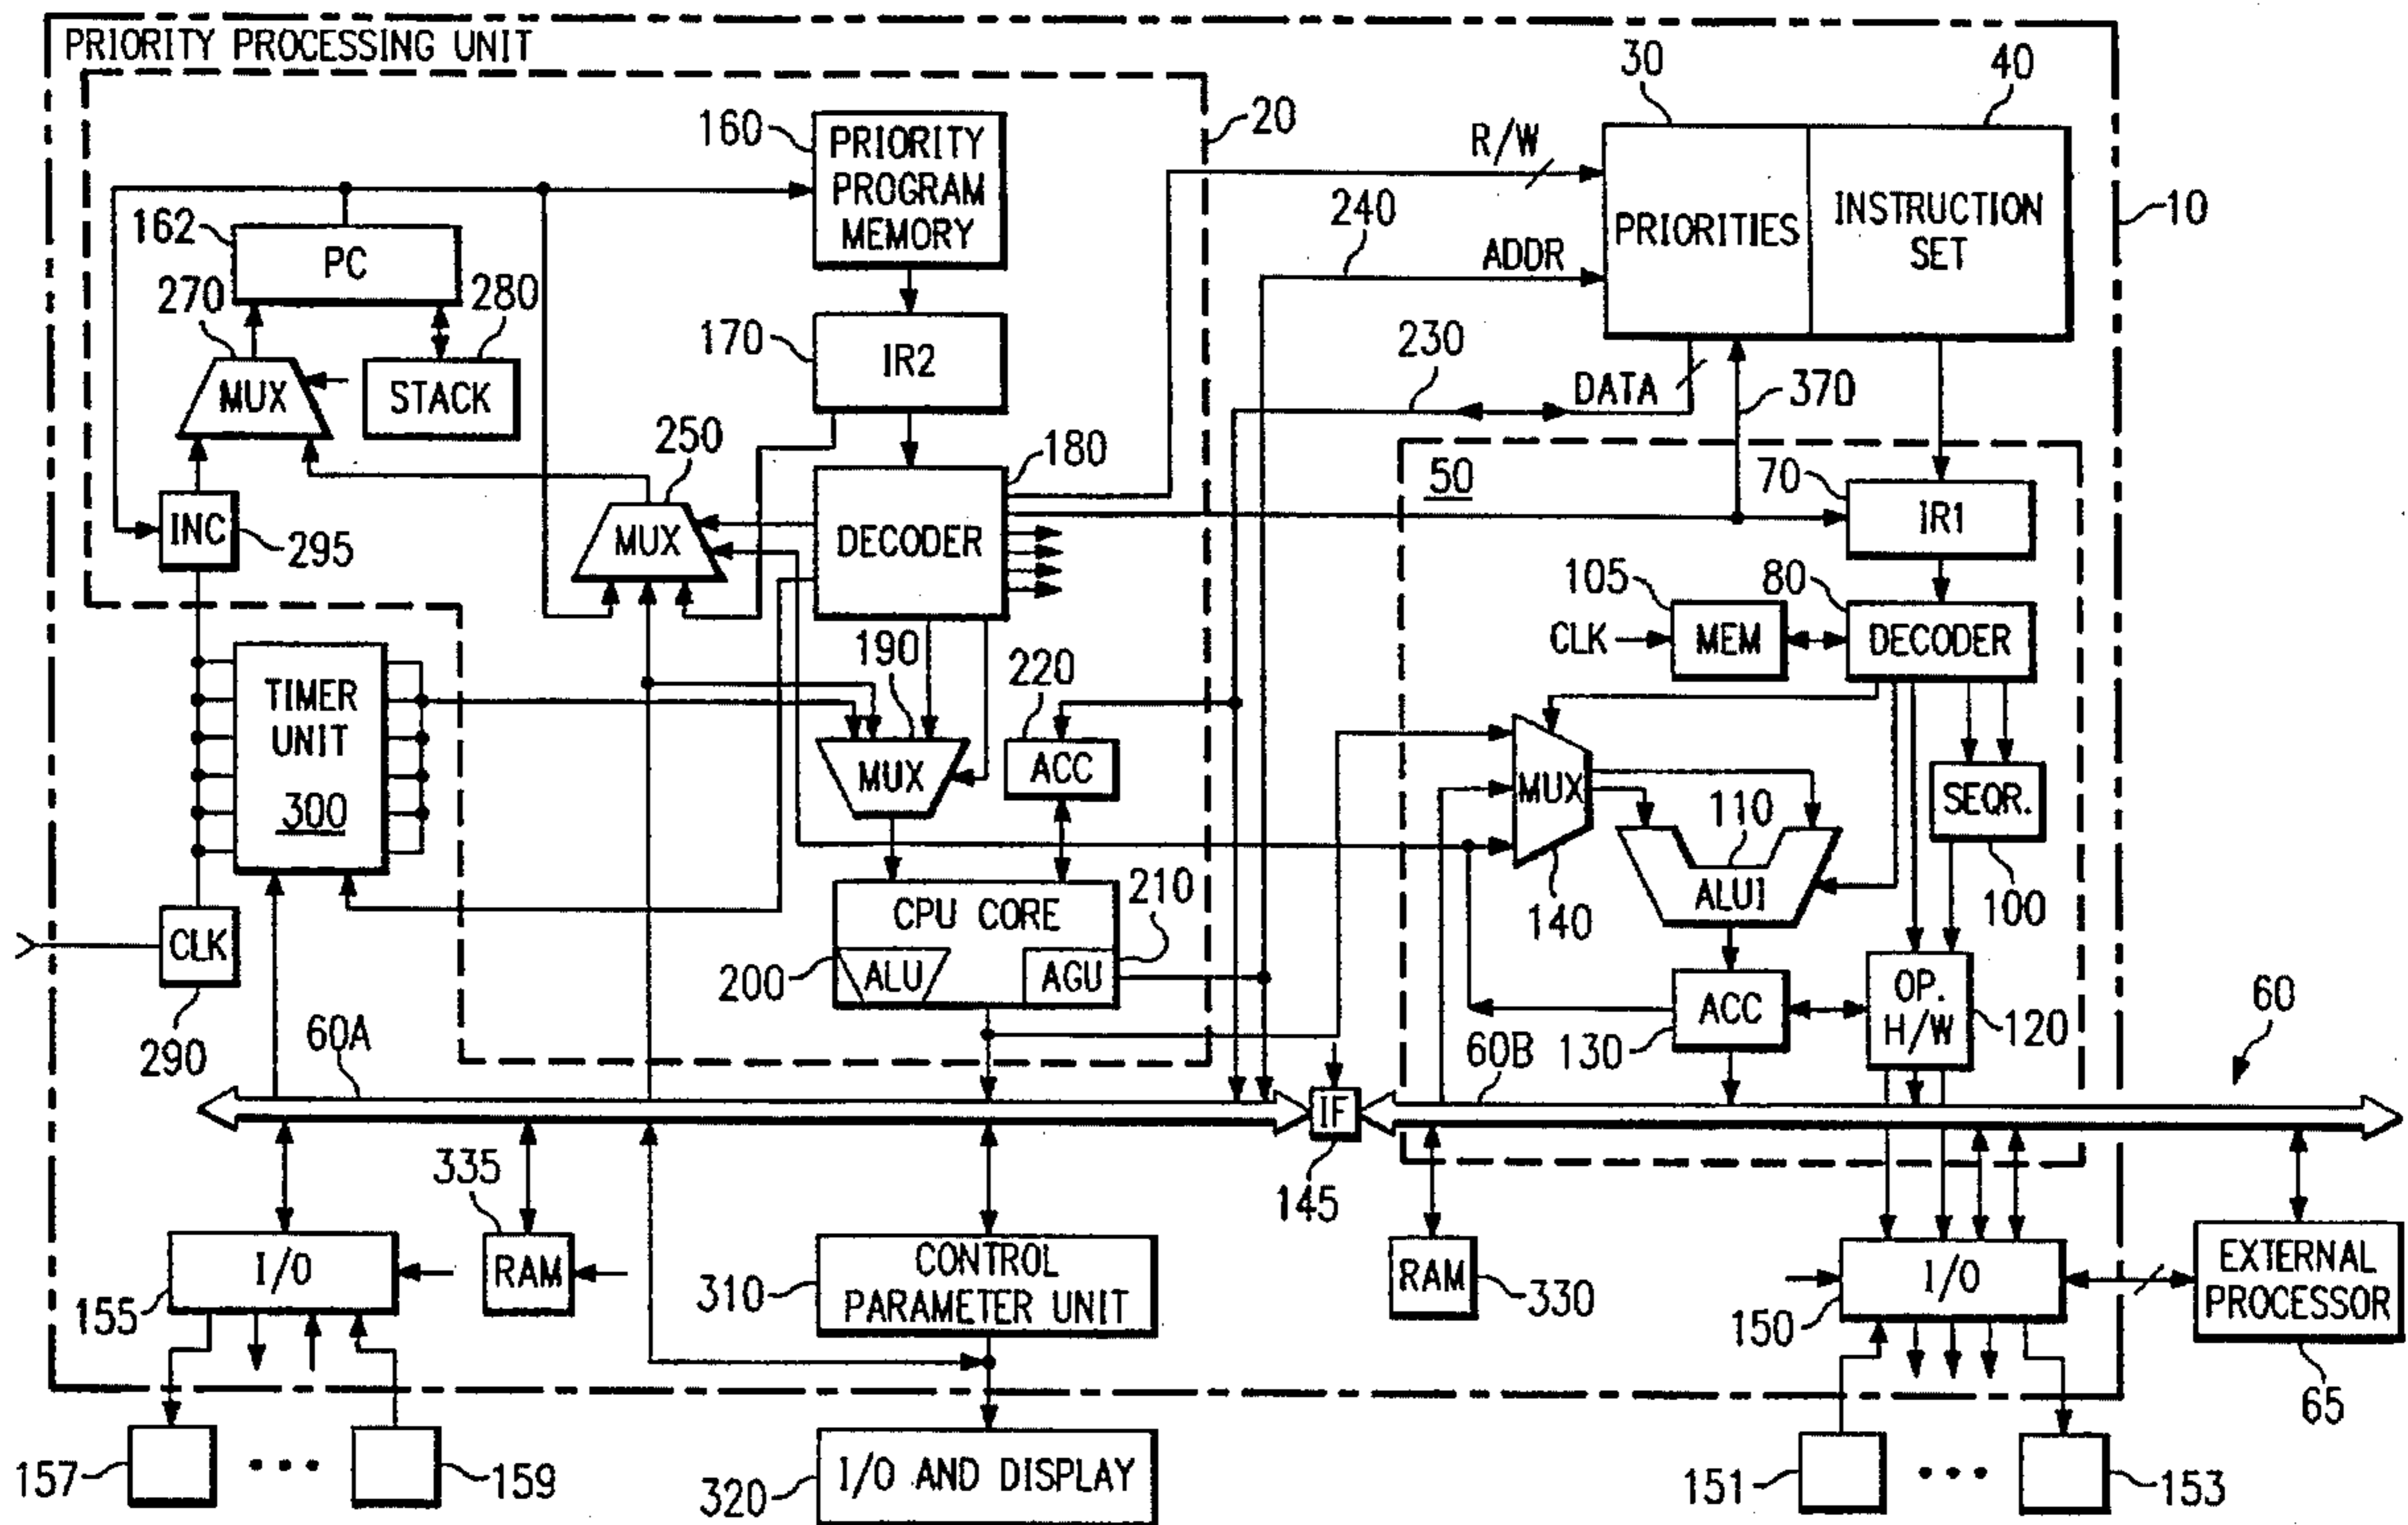 PRIORITY PROCESSING UNIT
30
40
160
PRIORITY
PROGRAM
MEMORY
20
R/W
240
PRIORITIES
INSTRUCTION
SET
10
162
PC
ADDR
270
280
230
170
IR2
MUX
STACK
DATA
370
250
180
50
70
IR1
INC
295
MUX
DECODER
105
80
CLK
MEM
DECODER
190
220
TIMER
UNIT
300
MUX
ACC
MUX
110
SEQR.
140
ALU1
100
CLK
290
CPU CORE
210
200
ALU
AGU
ACC
130
OP.
H/W
120
60
60A
60B
IF
145
335
I/O
155
RAM
310
CONTROL
PARAMETER UNIT
RAM
330
I/O
150
EXTERNAL
PROCESSOR
65
157
159
320
I/O AND DISPLAY
151
153